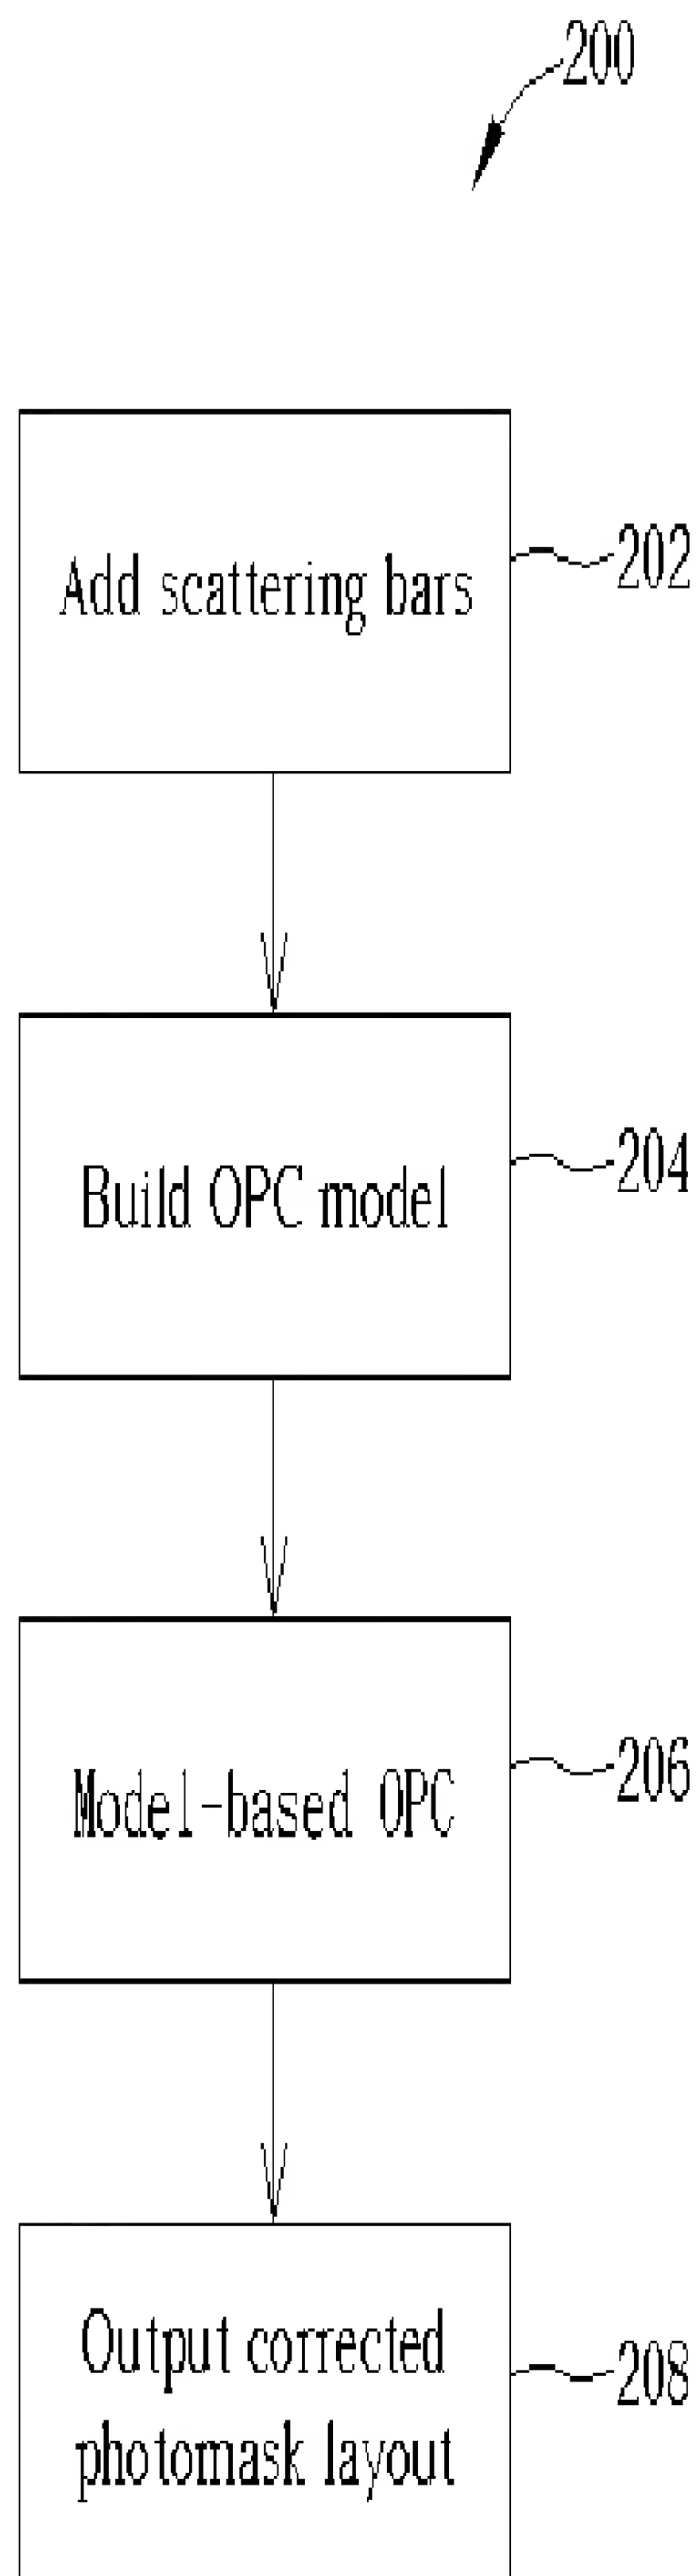 200
Add scattering bars
202
Build OPC model
204
Model-based OPC
206
Output corrected
photomask layout
208